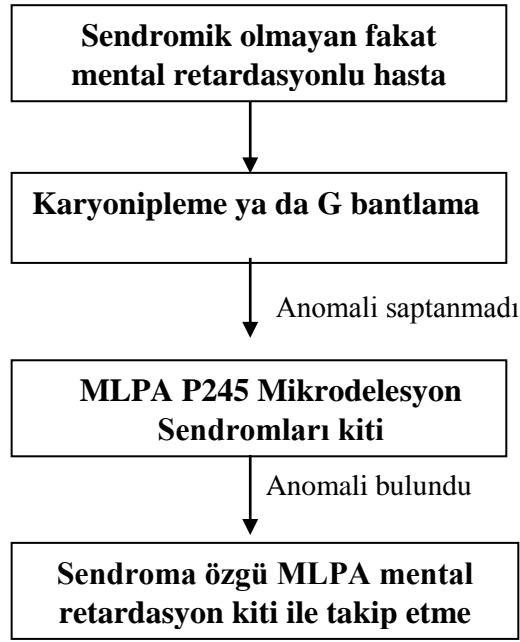 Sendromik olmayan fakat
mental retardasyonlu hasta
Karyonipleme ya da G bantlama
Anomali saptanmadı
MLPA P245 Mikrodelesyon
Sendromları kiti
Anomali bulundu
Sendroma özgü MLPA mental
retardasyon kiti ile takip etme